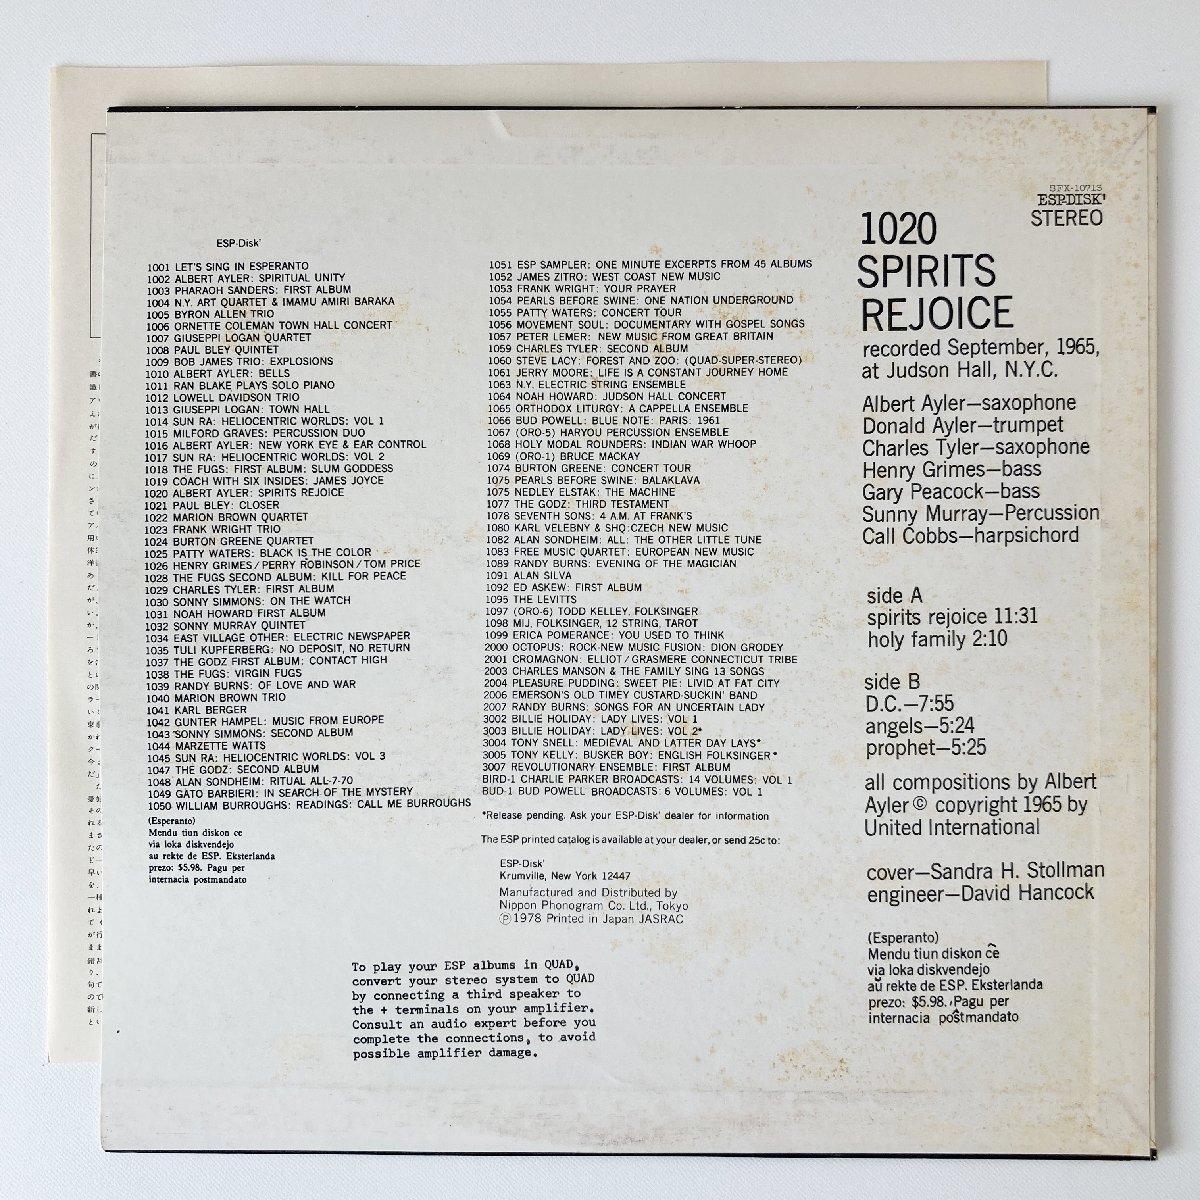 ESP-Disk'
1001 LET'S SING IN ESPERANTO
1002 ALBERT AYLER: SPIRITUAL UNITY
1003 PHARAOH SANDERS: FIRST ALBUM
1004 N.Y. ART QUARTET & IMAMU AMIRI BARAKA
1005 BYRON ALLEN TRIO
1006 ORNETTE COLEMAN TOWN HALL CONCERT
1007 GIUSEPPI LOGAN QUARTET
1008 PAUL BLEY QUINTET
1009 BOB JAMES TRIO: EXPLOSIONS
1010 ALBERT AYLER: BELLS
1011 RAN BLAKE PLAYS SOLO PIANO
1012 LOWELL DAVIDSON TRIO
1013 GIUSEPPI LOGAN: TOWN HALL
1014 SUN RA: HELIOCENTRIC WORLDS: VOL 1
1015 MILFORD GRAVES: PERCUSSION DUO
1016 ALBERT AYLER: NEW YORK EYE & EAR CONTROL
1017 SUN RA: HELIOCENTRIC WORLDS: VOL 2
1018 THE FUGS: FIRST ALBUM: SLUM GODDESS
1019 COACH WITH SIX INSIDES: JAMES JOYCE
1020 ALBERT AYLER: SPIRITS REJOICE
1021 PAUL BLEY: CLOSER
1022 MARION BROWN QUARTET
1023 FRANK WRIGHT TRIO
1024 BURTON GREENE QUARTET
1025 PATTY WATERS: BLACK IS THE COLOR
1026 HENRY GRIMES/PERRY ROBINSON/TOM PRICE
1028 THE FUGS SECOND ALBUM: KILL FOR PEACE
1029 CHARLES TYLER: FIRST ALBUM
1030 SONNY SIMMONS: ON THE WATCH
1031 NOAH HOWARD FIRST ALBUM
1032 SUNNY MURRAY QUINTET
1034 EAST VILLAGE OTHER: ELECTRIC NEWSPAPER
1035 TULI KUPFERBERG: NO DEPOSIT, NO RETURN
1037 THE GODZ FIRST ALBUM: CONTACT HIGH
1038 THE FUGS: VIRGIN FUGS
1039 RANDY BURNS: OF LOVE AND WAR
1040 MARION BROWN TRIO
1041 KARL BERGER
1042 GUNTER HAMPEL: MUSIC FROM EUROPE
1043 SONNY SIMMONS: SECOND ALBUM
1044 MARZETTE WATTS
1045 SUN RA: HELIOCENTRIC WORLDS: VOL 3
1047 THE GODZ: SECOND ALBUM
1048 ALAN SONDHEIM: RITUAL ALL-7-70
1049 GATO BARBIERI: IN SEARCH OF THE MYSTERY
1050 WILLIAM BURROUGHS: READINGS: CALL ME BURROUGHS
(Esperanto)
Mendu tiun diskon ce
via loka diskvendejo
au rekte de ESP. Eksterlanda
prezo: $5.98. Pagu per
internacia postmandato
1051 ESP SAMPLER: ONE MINUTE EXCERPTS FROM 45 ALBUMS
1052 JAMES ZITRO: WEST COAST NEW MUSIC
1053 FRANK WRIGHT: YOUR PRAYER
1054 PEARLS BEFORE SWINE: ONE NATION UNDERGROUND
1055 PATTY WATERS: CONCERT TOUR
1056 MOVEMENT SOUL: DOCUMENTARY WITH GOSPEL SONGS
1057 PETER LEMER: NEW MUSIC FROM GREAT BRITAIN
1059 CHARLES TYLER: SECOND ALBUM
1060 STEVE LACY: FOREST AND ZOO: (QUAD-SUPER-STEREO)
1061 JERRY MOORE: LIFE IS A CONSTANT JOURNEY HOME
1063 N.Y. ELECTRIC STRING ENSEMBLE
1064 NOAH HOWARD: JUDSON HALL CONCERT
1065 ORTHODOX LITURGY: A CAPPELLA ENSEMBLE
1066 BUD POWELL: BLUE NOTE: PARIS: 1961
1067 (ORO-5) HARYOU PERCUSSION ENSEMBLE
1068 HOLY MODAL ROUNDERS: INDIAN WAR WHOOP
1069 (ORO-1) BRUCE MACKAY
1074 BURTON GREENE: CONCERT TOUR
1075 PEARLS BEFORE SWINE: BALAKLAVA
1075 NEDLEY ELSTAK: THE MACHINE
1077 THE GODZ: THIRD TESTAMENT
1078 SEVENTH SONS: 4 A.M. AT FRANK'S
1080 KARL VELEBNY & SHQ:CZECH NEW MUSIC
1082 ALAN SONDHEIM: ALL: THE OTHER LITTLE TUNE
1083 FREE MUSIC QUARTET: EUROPEAN NEW MUSIC
1089 RANDY BURNS: EVENING OF THE MAGICIAN
1091 ALAN SILVA
1092 ED ASKEW: FIRST ALBUM
1095 THE LEVITTS
1097 (ORO-6) TODD KELLEY, FOLKSINGER
1098 MIJ, FOLKSINGER, 12 STRING, TAROT
1099 ERICA POMERANCE: YOU USED TO THINK
2000 OCTOPUS: ROCK-NEW MUSIC FUSION: DION GRODEY
2001 CROMAGNON: ELLIOT/GRASMERE CONNECTICUT TRIBE
2003 CHARLES MANSON & THE FAMILY SING 13 SONGS
2004 PLEASURE PUDDING: SWEET PIE: LIVID AT FAT CITY
2006 EMERSON'S OLD TIMEY CUSTARD-SUCKIN' BAND
2007 RANDY BURNS: SONGS FOR AN UNCERTAIN LADY
3002 BILLIE HOLIDAY: LADY LIVES: VOL 1
3003 BILLIE HOLIDAY: LADY LIVES: VOL 2*
3004 TONY SNELL: MEDIEVAL AND LATTER DAY LAYS*
3005 TONY KELLY: BUSKER BOY: ENGLISH FOLKSINGER*
3007 REVOLUTIONARY ENSEMBLE: FIRST ALBUM
BIRD-1 CHARLIE PARKER BROADCASTS: 14 VOLUMES: VOL 1
BUD-1 BUD POWELL BROADCASTS: 6 VOLUMES: VOL 1
*Release pending. Ask your ESP-Disk' dealer for information
The ESP printed catalog is available at your dealer, or send 25c to:
ESP-Disk'
Krumville, New York 12447
Manufactured and Distributed by
Nippon Phonogram Co. Ltd., Tokyo
Ⓟ1978 Printed in Japan JASRAC
To play your ESP albums in QUAD,
convert your stereo system to QUAD
by connecting a third speaker to
the + terminals on your amplifier.
Consult an audio expert before you
complete the connections, to avoid
possible amplifier damage.
SFX-10713
ESP-DISK'
STEREO
1020
SPIRITS
REJOICE
recorded September, 1965,
at Judson Hall, N.Y.C.
Albert Ayler—saxophone
Donald Ayler—trumpet
Charles Tyler—saxophone
Henry Grimes—bass
Gary Peacock—bass
Sunny Murray—Percussion
Call Cobbs—harpsichord
side A
spirits rejoice 11:31
holy family 2:10
side B
D.C.—7:55
angels—5:24
prophet—5:25
all compositions by Albert
Ayler © copyright 1965 by
United International
cover—Sandra H. Stollman
engineer—David Hancock
(Esperanto)
Mendu tiun diskon ĉe
via loka diskvendejo
aŭ rekte de ESP. Eksterlanda
prezo: $5.98. Pagu per
internacia poŝtmandato